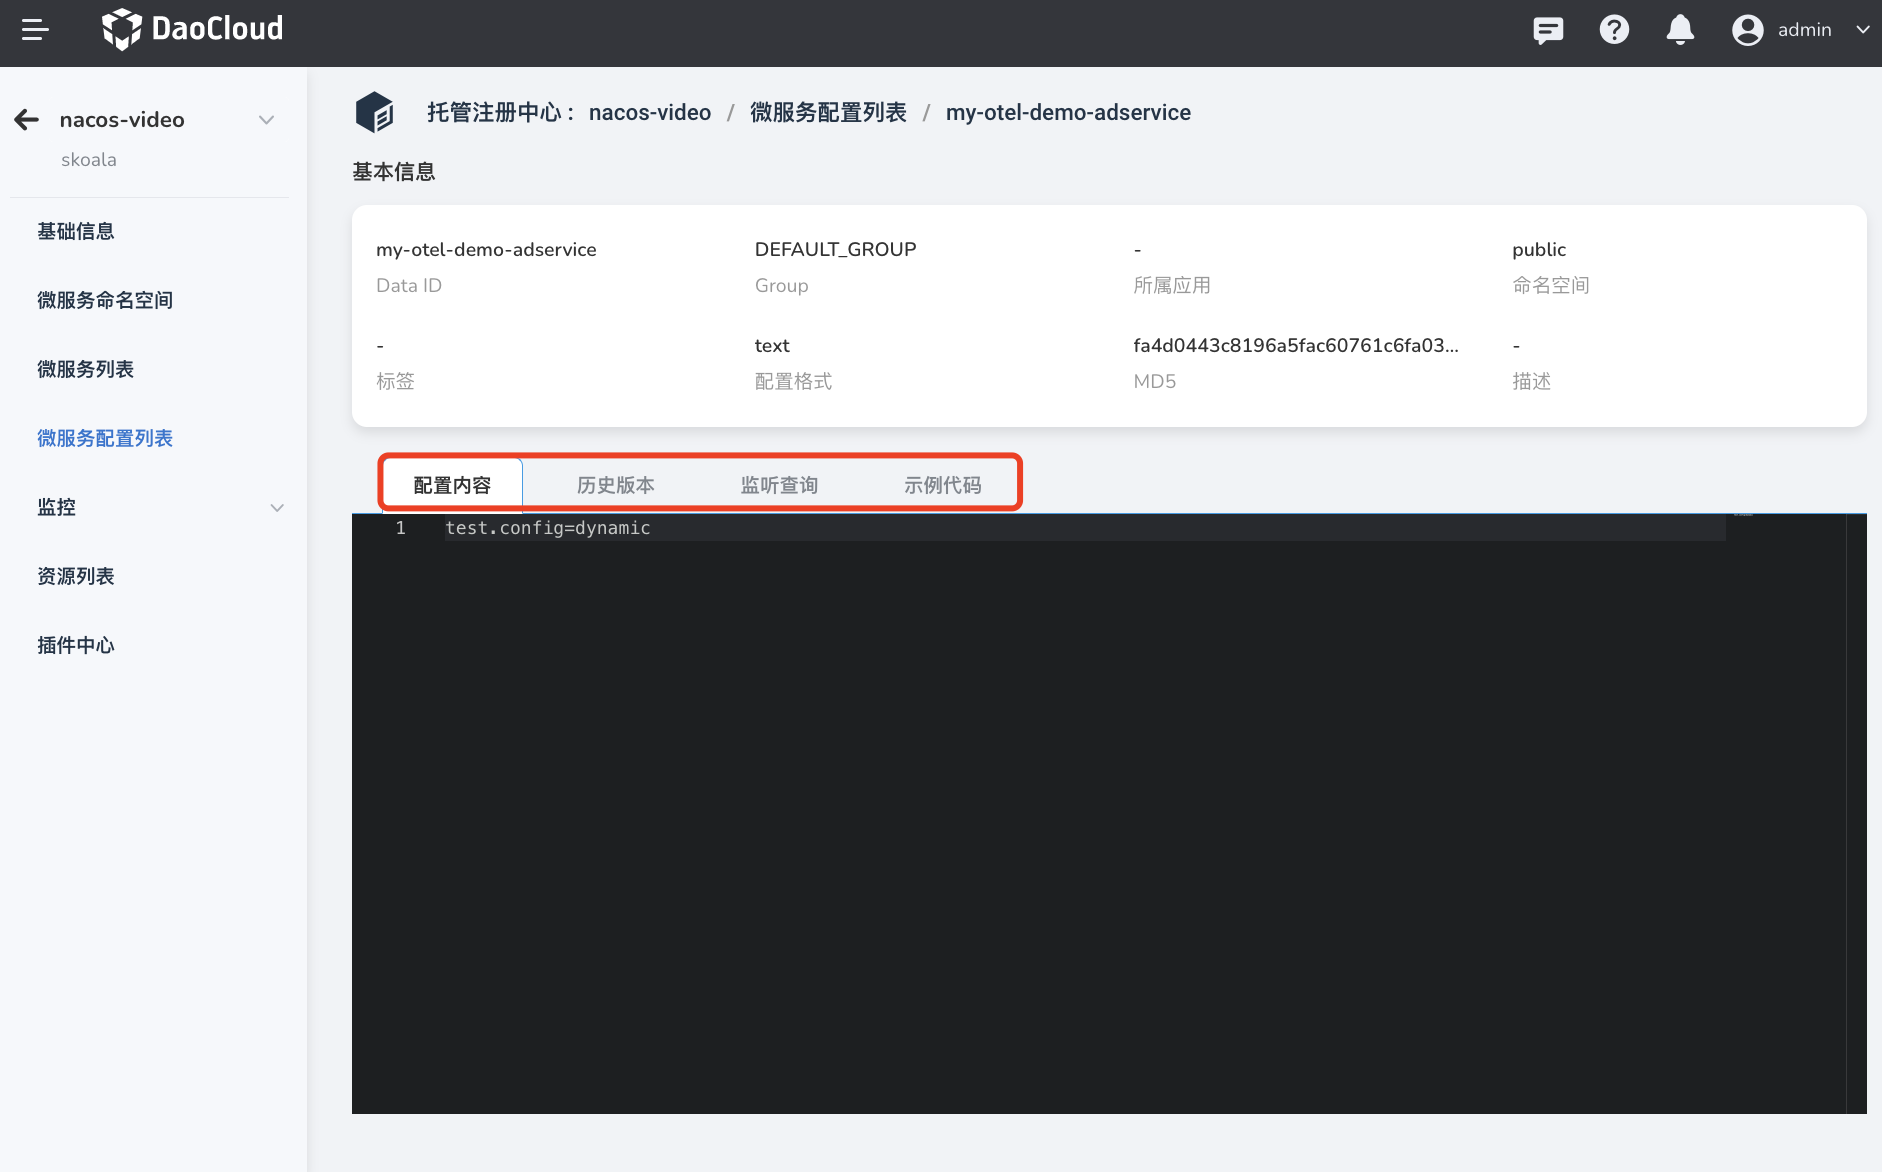 DaoCloud
admin
nacos-video
skoala
基础信息
微服务命名空间
微服务列表
微服务配置列表
监控
资源列表
插件中心
托管注册中心： nacos-video / 微服务配置列表 / my-otel-demo-adservice
基本信息
my-otel-demo-adservice DEFAULT_GROUP - public
Data ID Group 所属应用 命名空间
- text fa4d0443c8196a5fac60761c6fa03... -
标签 配置格式 MD5 描述
配置内容 历史版本 监听查询 示例代码
1 test.config=dynamic